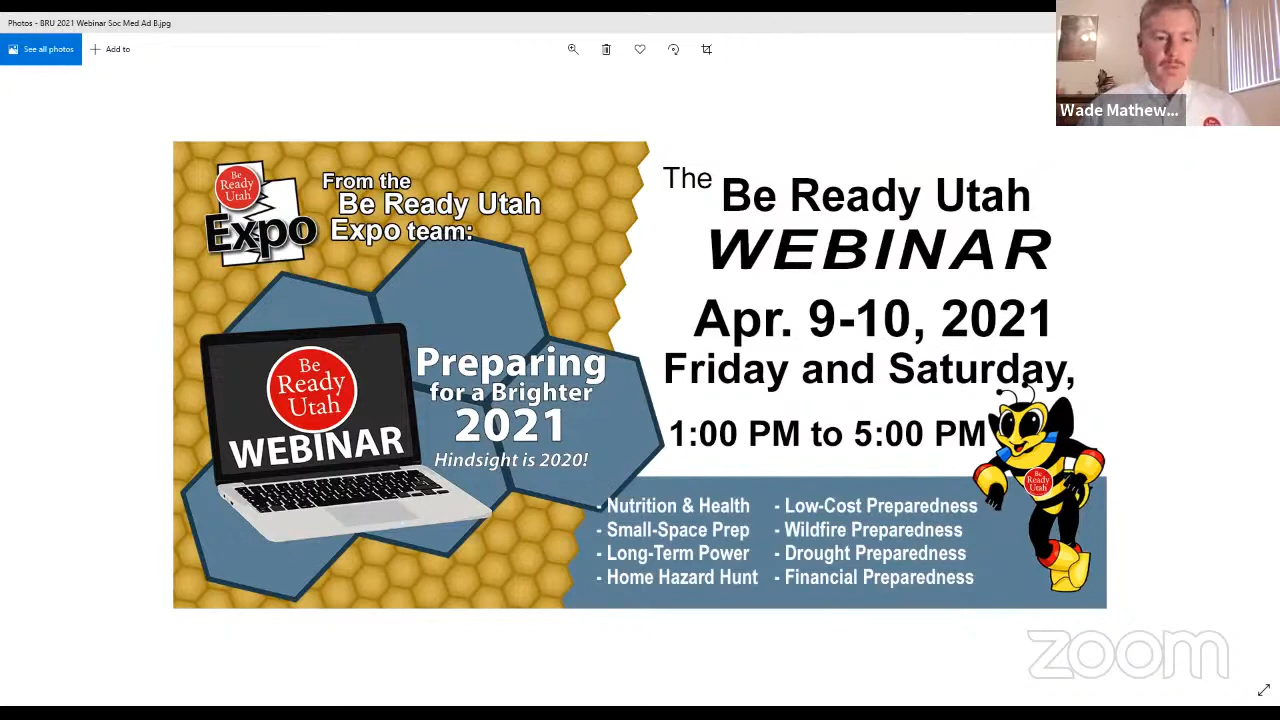 Photos - BRU 2021 Webinar Soc Med Ad B.jpg
See all photos
Add to
Wade Mathew...
Be
Ready
Utah
Expo
From the
Be Ready Utah
Expo team:
The
Be Ready Utah
WEBINAR
Apr. 9-10, 2021
Friday and Saturday,
1:00 PM to 5:00 PM
Be
Ready
Utah
WEBINAR
Preparing
for a Brighter
2021
Hindsight is 2020!
Be
Ready
Utah
- Nutrition & Health
- Small-Space Prep
- Long-Term Power
- Home Hazard Hunt
- Low-Cost Preparedness
- Wildfire Preparedness
- Drought Preparedness
- Financial Preparedness
zoom